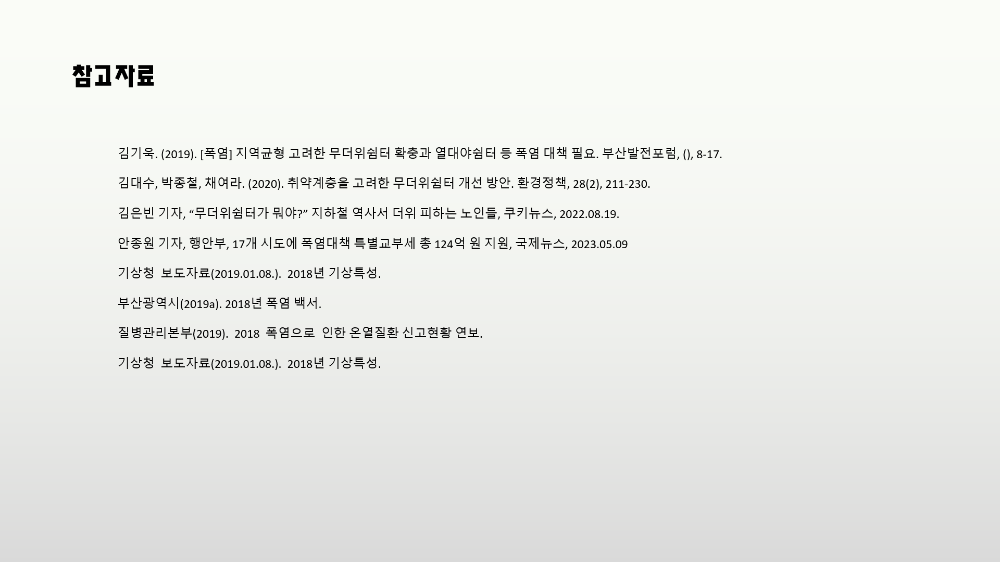 참고자료
김기욱. (2019). [폭염] 지역균형 고려한 무더위쉼터 확충과 열대야쉼터 등 폭염 대책 필요. 부산발전포럼, (), 8-17.
김대수, 박종철, 채여라. (2020). 취약계층을 고려한 무더위쉼터 개선 방안. 환경정책, 28(2), 211-230.
김은빈 기자, “무더위쉼터가 뭐야?” 지하철 역사서 더위 피하는 노인들, 쿠키뉴스, 2022.08.19.
안종원 기자, 행안부, 17개 시도에 폭염대책 특별교부세 총 124억 원 지원, 국제뉴스, 2023.05.09
기상청  보도자료(2019.01.08.).  2018년 기상특성.
부산광역시(2019a). 2018년 폭염 백서.
질병관리본부(2019).  2018  폭염으로  인한 온열질환 신고현황 연보.
기상청  보도자료(2019.01.08.).  2018년 기상특성.